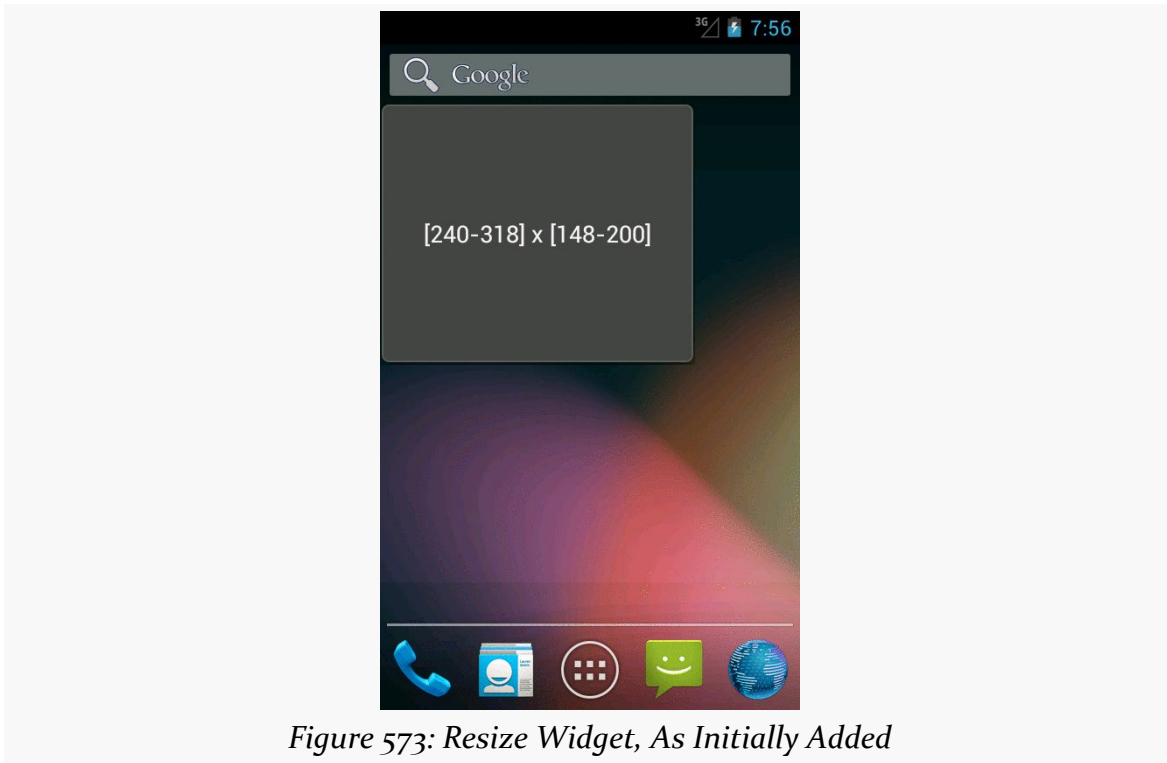 3G 7:56
Google
[240-318] x [148-200]
Figure 573: Resize Widget, As Initially Added